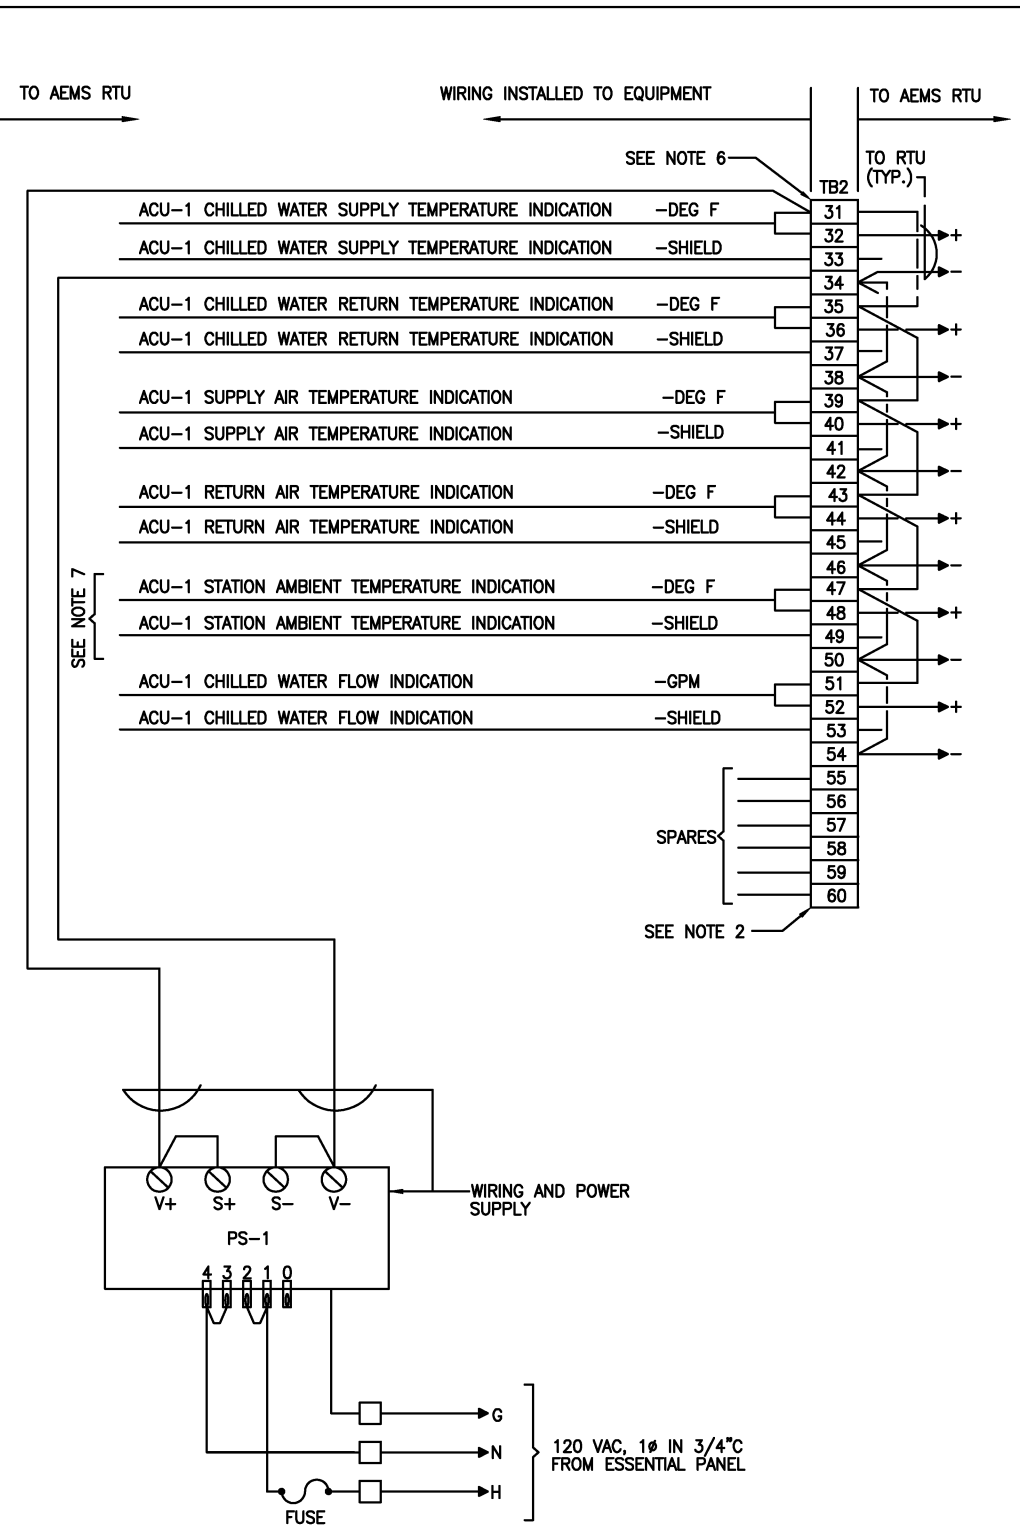 TO AEMS RTU
WIRING INSTALLED TO EQUIPMENT
TO AEMS RTU
SEE NOTE 6
TO RTU
(TYP.)
TB2
ACU-1 CHILLED WATER SUPPLY TEMPERATURE INDICATION -DEG F
31
32 +
ACU-1 CHILLED WATER SUPPLY TEMPERATURE INDICATION -SHIELD
33
34 -
ACU-1 CHILLED WATER RETURN TEMPERATURE INDICATION -DEG F
35
36 +
ACU-1 CHILLED WATER RETURN TEMPERATURE INDICATION -SHIELD
37
38 -
ACU-1 SUPPLY AIR TEMPERATURE INDICATION -DEG F
39
40 +
ACU-1 SUPPLY AIR TEMPERATURE INDICATION -SHIELD
41
42 -
ACU-1 RETURN AIR TEMPERATURE INDICATION -DEG F
43
44 +
ACU-1 RETURN AIR TEMPERATURE INDICATION -SHIELD
45
46 -
SEE NOTE 7
ACU-1 STATION AMBIENT TEMPERATURE INDICATION -DEG F
47
48 +
ACU-1 STATION AMBIENT TEMPERATURE INDICATION -SHIELD
49
50 -
ACU-1 CHILLED WATER FLOW INDICATION -GPM
51
52 +
ACU-1 CHILLED WATER FLOW INDICATION -SHIELD
53
54 -
55
56
57
SPARES
58
59
60
SEE NOTE 2
V+ S+ S- V-
WIRING AND POWER
SUPPLY
PS-1
4 3 2 1 0
G
N
H
120 VAC, 1ø IN 3/4"C
FROM ESSENTIAL PANEL
FUSE